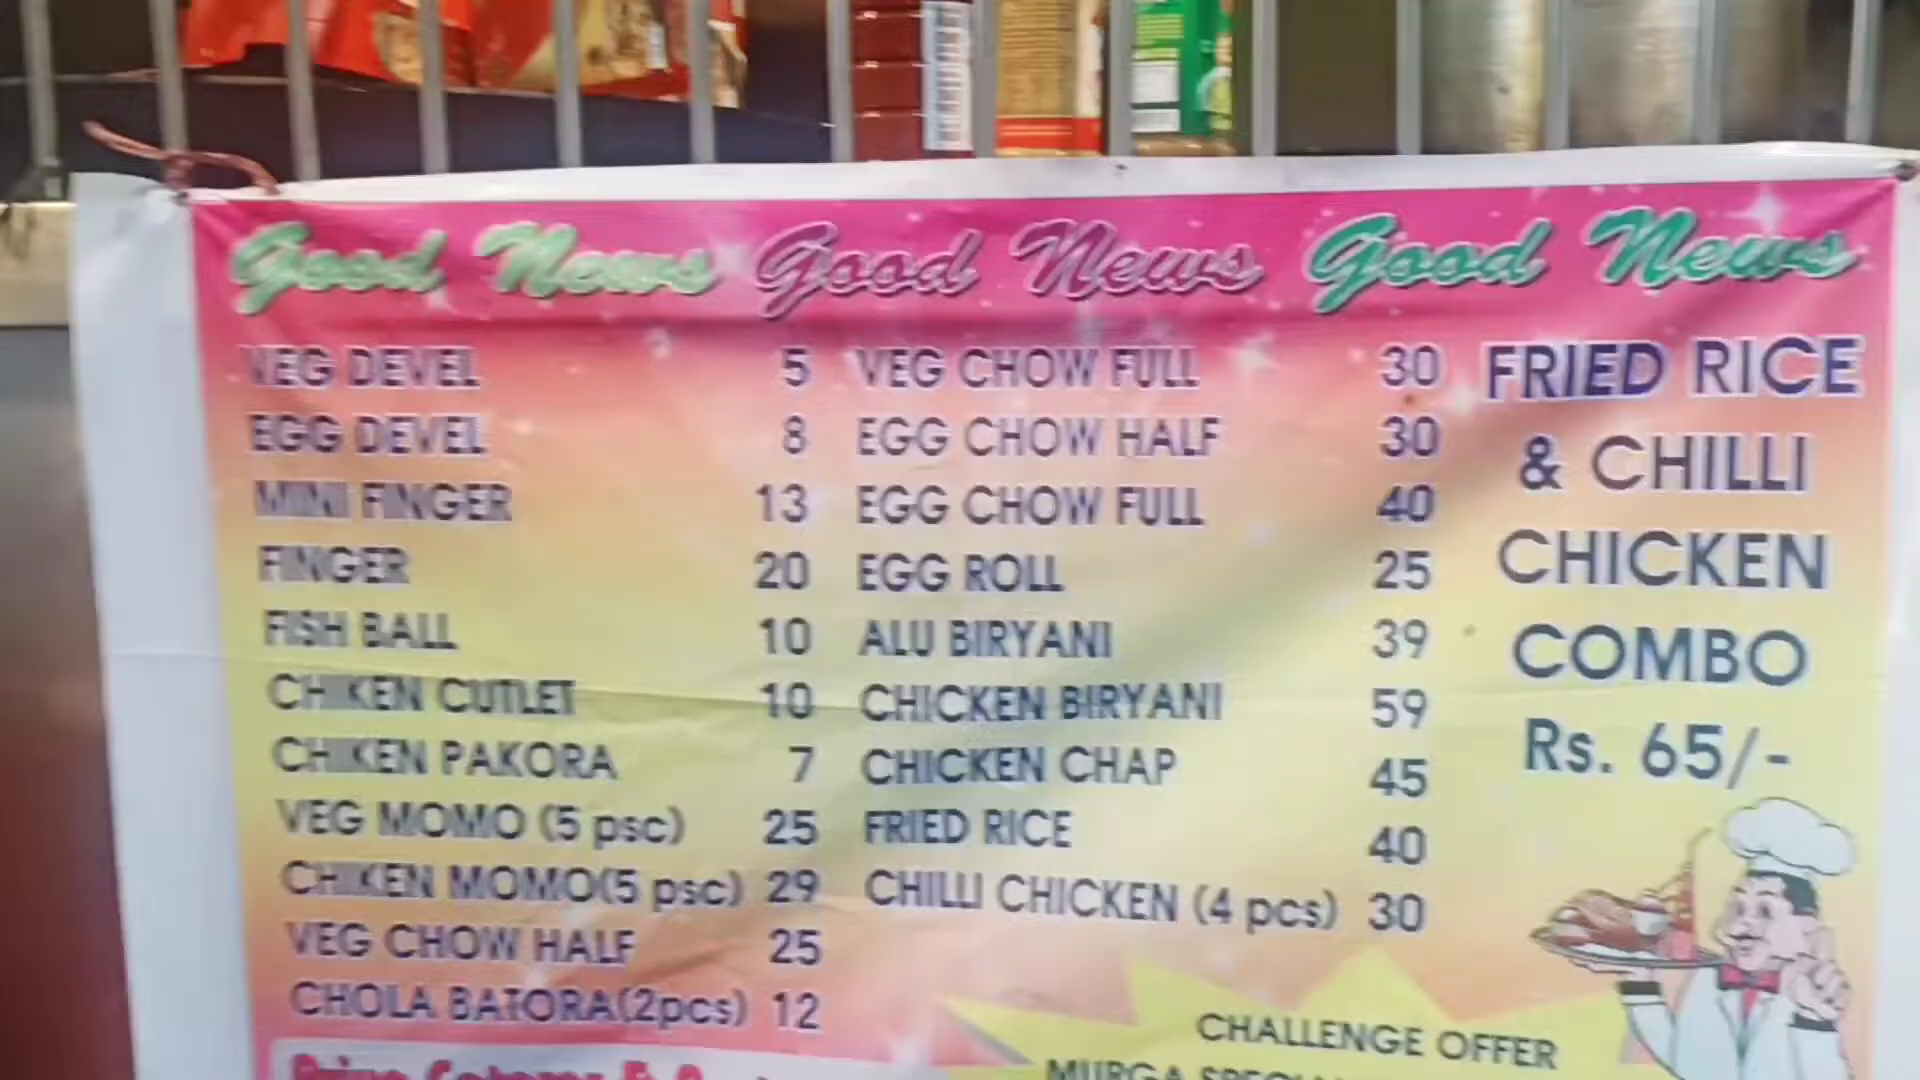 Good News Good News Good News
VEG DEVEL 5
EGG DEVEL 8
MINI FINGER 13
FINGER 20
FISH BALL 10
CHIKEN CUTLET 10
CHIKEN PAKORA 7
VEG MOMO (5 psc) 25
CHIKEN MOMO(5 psc) 29
VEG CHOW HALF 25
CHOLA BATORA(2pcs) 12
VEG CHOW FULL 30
EGG CHOW HALF 30
EGG CHOW FULL 40
EGG ROLL 25
ALU BIRYANI 39
CHICKEN BIRYANI 59
CHICKEN CHAP 45
FRIED RICE 40
CHILLI CHICKEN (4 pcs) 30
FRIED RICE
& CHILLI
CHICKEN
COMBO
Rs. 65/-
CHALLENGE OFFER
MURGA